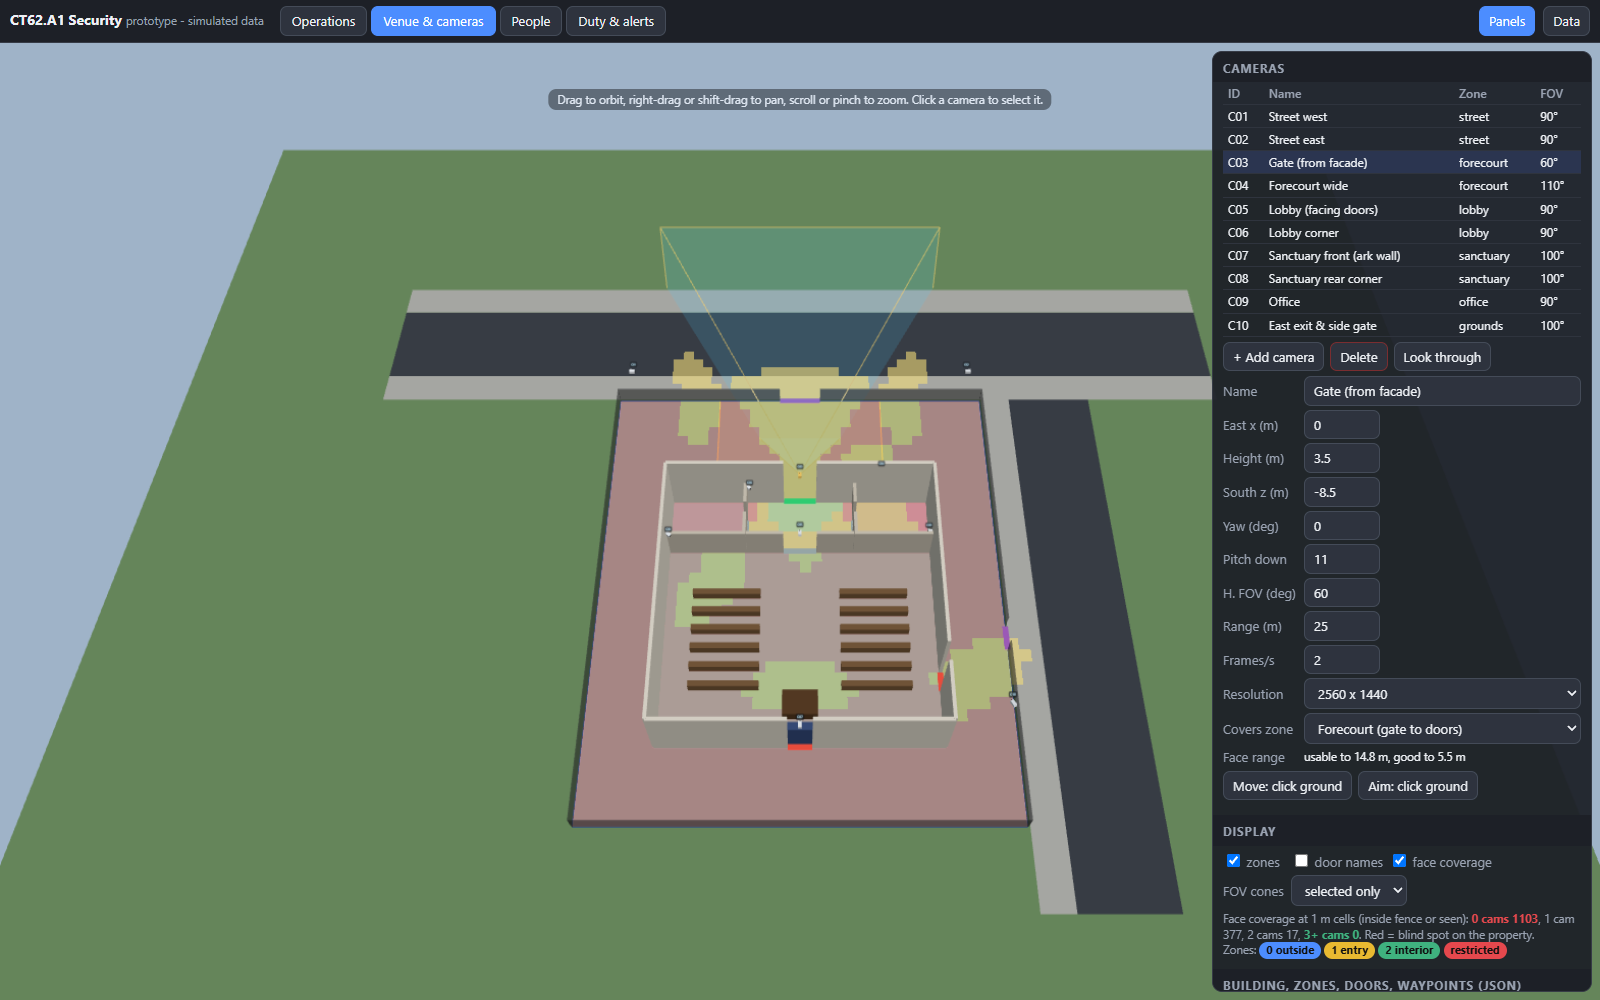 CT62.A1 Security prototype - simulated data Operations Venue & cameras People Duty & alerts Panels Data
Drag to orbit, right-drag or shift-drag to pan, scroll or pinch to zoom. Click a camera to select it.
CAMERAS
ID Name Zone FOV
C01 Street west street 90°
C02 Street east street 90°
C03 Gate (from facade) forecourt 60°
C04 Forecourt wide forecourt 110°
C05 Lobby (facing doors) lobby 90°
C06 Lobby corner lobby 90°
C07 Sanctuary front (ark wall) sanctuary 100°
C08 Sanctuary rear corner sanctuary 100°
C09 Office office 90°
C10 East exit & side gate grounds 100°
+ Add camera Delete Look through
Name Gate (from facade)
East x (m) 0
Height (m) 3.5
South z (m) -8.5
Yaw (deg) 0
Pitch down 11
H. FOV (deg) 60
Range (m) 25
Frames/s 2
Resolution 2560 x 1440
Covers zone Forecourt (gate to doors)
Face range usable to 14.8 m, good to 5.5 m
Move: click ground Aim: click ground
DISPLAY
zones door names face coverage
FOV cones selected only
Face coverage at 1 m cells (inside fence or seen): 0 cams 1103, 1 cam
377, 2 cams 17, 3+ cams 0. Red = blind spot on the property.
Zones: 0 outside 1 entry 2 interior restricted
BUILDING, ZONES, DOORS, WAYPOINTS (JSON)